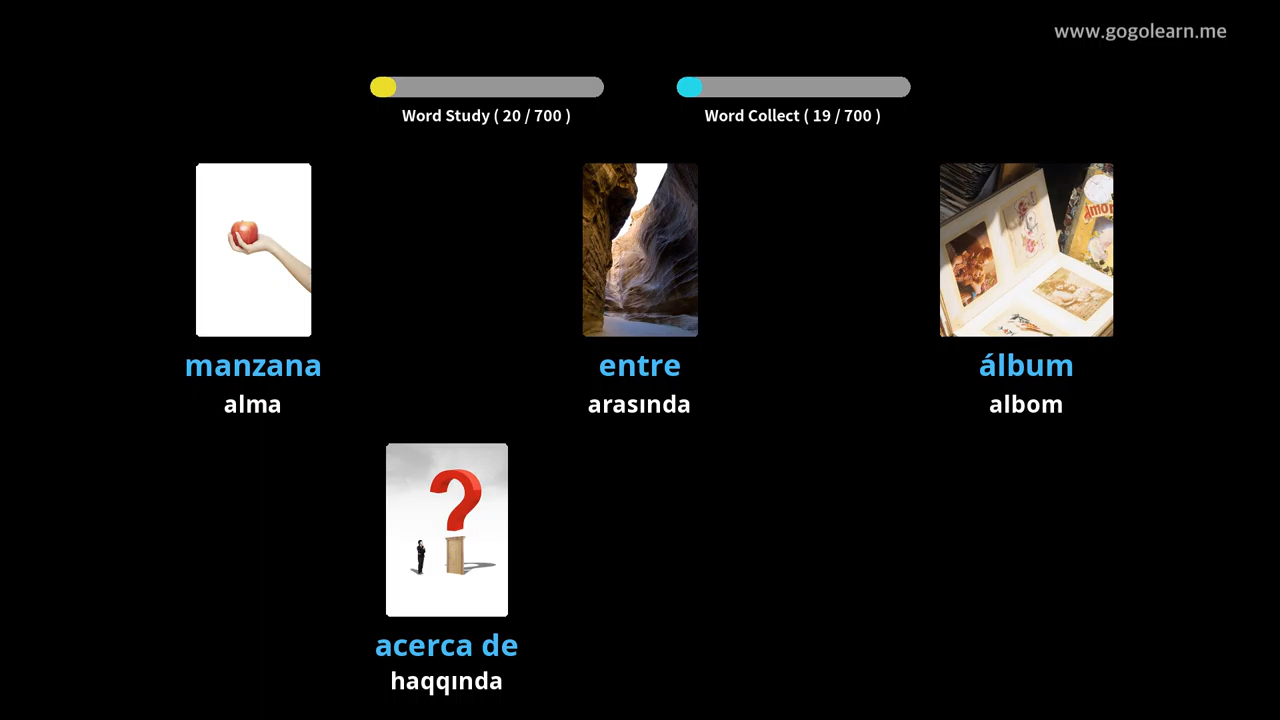 www.gogolearn.me
Word Study ( 20 / 700 )
Word Collect ( 19 / 700 )
manzana
alma
entre
arasında
álbum
albom
acerca de
haqqında